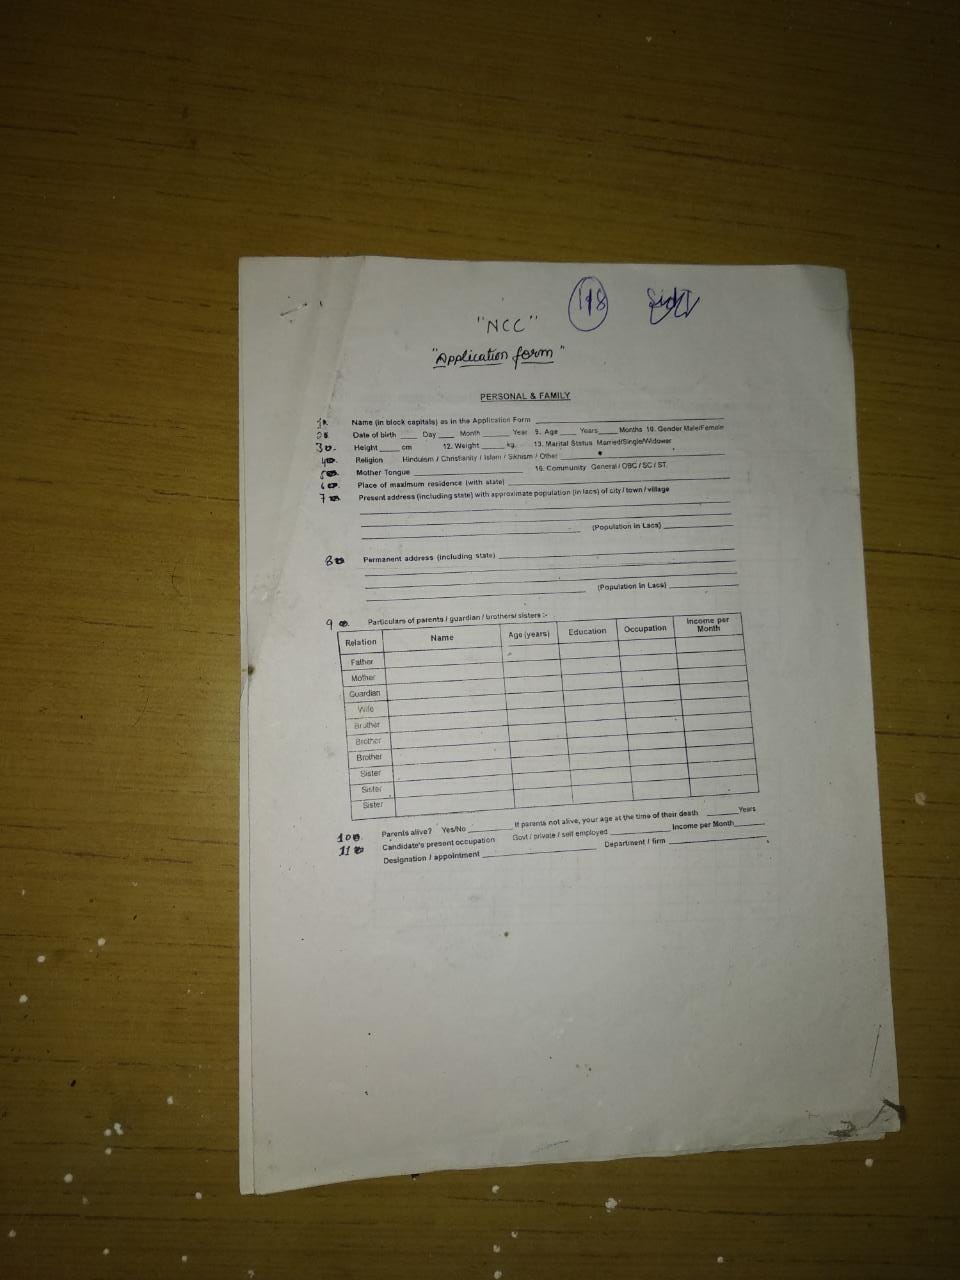 118
"NCC"
"Application form"
PERSONAL & FAMILY
1. Name (in block capitals) as in the Application Form
2. Date of birth ____ Day ____ Month ____ Year 9. Age ____ Years ____ Months 10. Gender Male/Female
3. Height ____ cm 12. Weight ____ kg. 13. Marital Status Married/Single/Widower
4. Religion Hinduism / Christianity / Islam / Sikhism / Other ____
5. Mother Tongue ____ 16. Community General / OBC / SC / ST.
6. Place of maximum residence (with state) ____
7. Present address (including state) with approximate population (in lacs) of city / town / village
(Population in Lacs) ____
8. Permanent address (including state) ____
(Population in Lacs) ____
9. Particulars of parents / guardian / brothers/ sisters :-
Relation Name Age (years) Education Occupation Income per Month
Father
Mother
Guardian
Wife
Brother
Brother
Brother
Sister
Sister
Sister
10. Parents alive? Yes/No ____ If parents not alive, your age at the time of their death ____ Years
11. Candidate's present occupation Govt / private / self employed ____ Income per Month ____
Designation / appointment ____ Department / firm ____